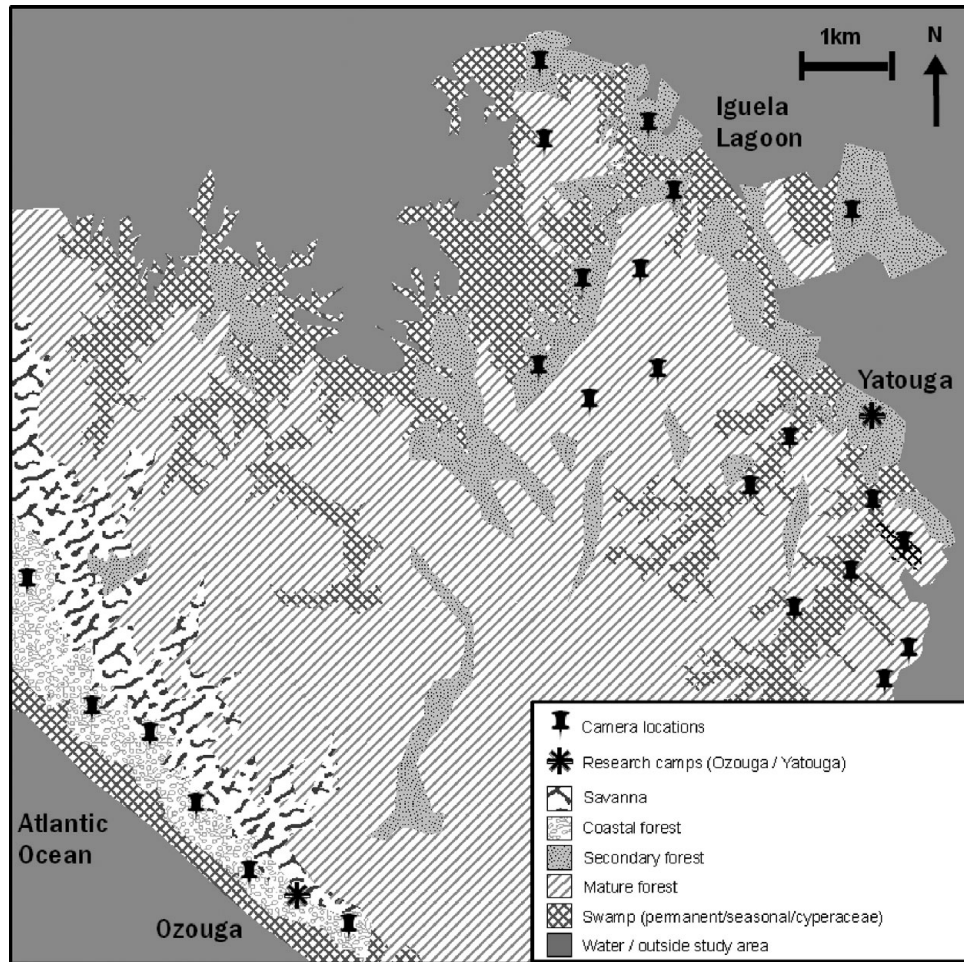 1km
N
Iguela
Lagoon
Yatouga
Atlantic
Ocean
Ozouga
Camera locations
Research camps (Ozouga / Yatouga)
Savanna
Coastal forest
Secondary forest
Mature forest
Swamp (permanent/seasonal/cyperaceae)
Water / outside study area